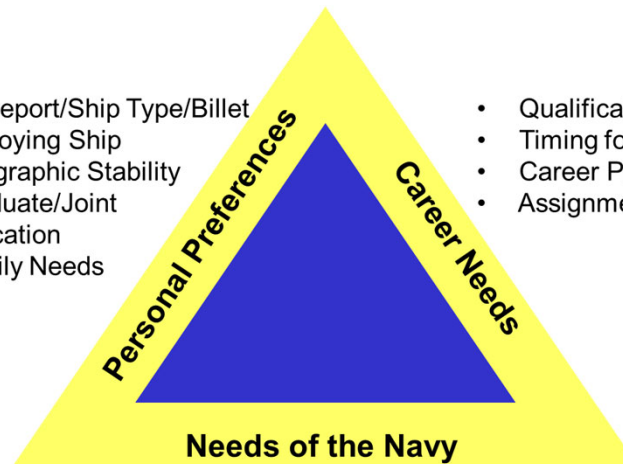 eport/Ship Type/Billet
oying Ship
graphic Stability
duate/Joint
cation
ily Needs
Personal Preferences
• Qualifica
• Timing fo
• Career P
• Assignme
Career Needs
Needs of the Navy